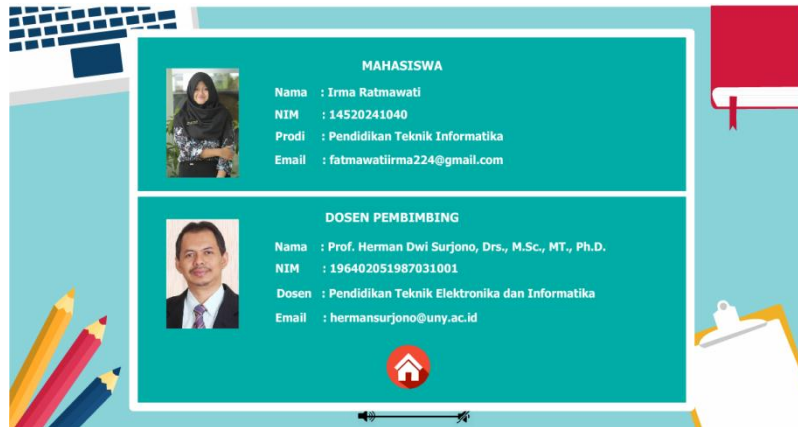 MAHASISWA
Nama : Irma Ratmawati
NIM : 14520241040
Prodi : Pendidikan Teknik Informatika
Email : fatmawatiirma224@gmail.com
DOSEN PEMBIMBING
Nama : Prof. Herman Dwi Surjono, Drs., M.Sc., MT., Ph.D.
NIM : 196402051987031001
Dosen : Pendidikan Teknik Elektronika dan Informatika
Email : hermansurjono@uny.ac.id